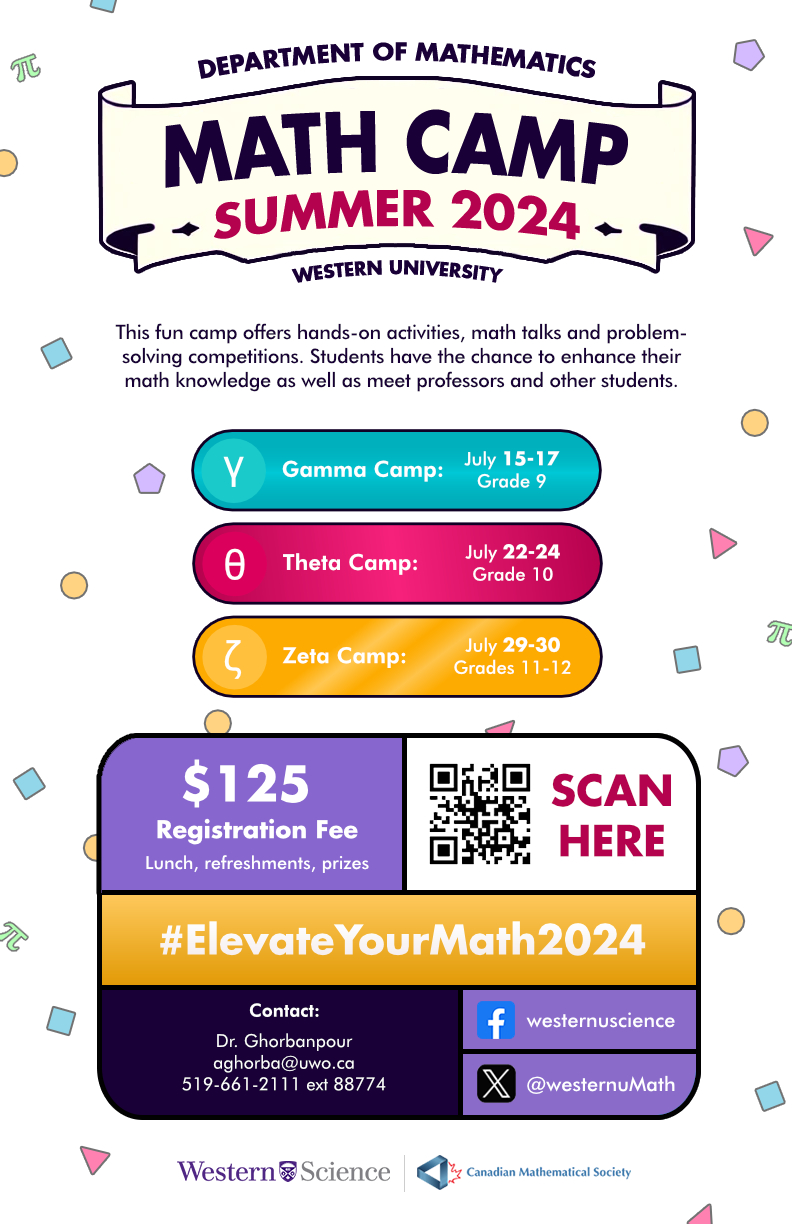 DEPARTMENT OF MATHEMATICS
MATH CAMP
SUMMER 2024
WESTERN UNIVERSITY
This fun camp offers hands-on activities, math talks and problem-
solving competitions. Students have the chance to enhance their
math knowledge as well as meet professors and other students.
γ Gamma Camp: July 15-17
Grade 9
θ Theta Camp: July 22-24
Grade 10
ζ Zeta Camp: July 29-30
Grades 11-12
$125
Registration Fee
Lunch, refreshments, prizes
SCAN
HERE
#ElevateYourMath2024
Contact:
Dr. Ghorbanpour
aghorba@uwo.ca
519-661-2111 ext 88774
westernuscience
@westernuMath
Western Science
Canadian Mathematical Society